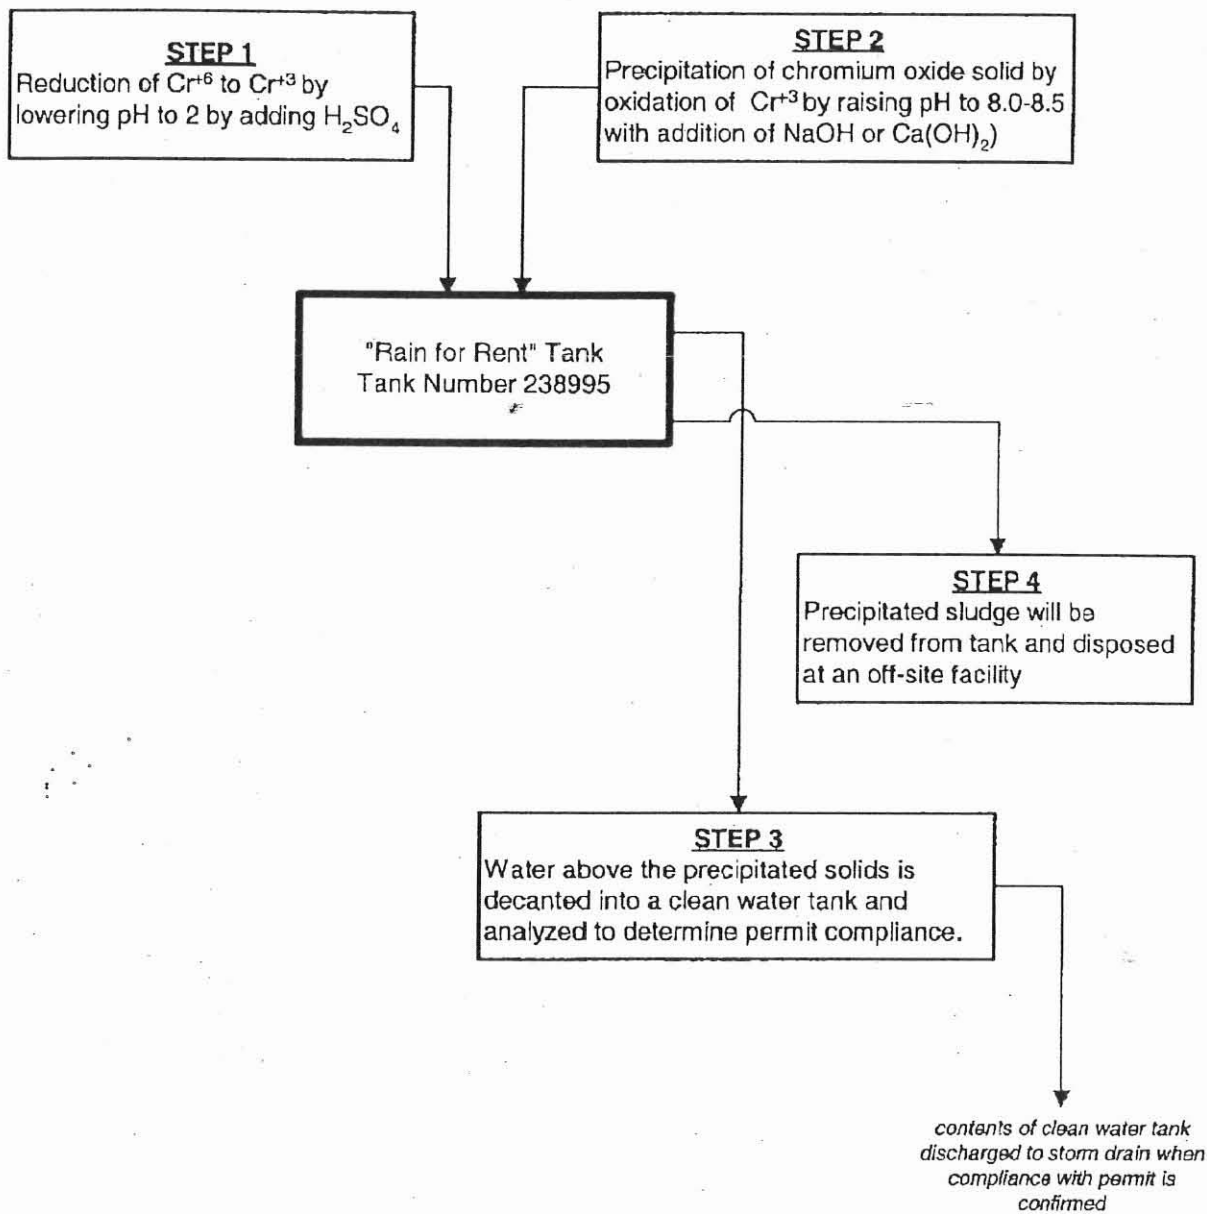 STEP 1
Reduction of Cr⁺⁶ to Cr⁺³ by
lowering pH to 2 by adding H₂SO₄
STEP 2
Precipitation of chromium oxide solid by
oxidation of Cr⁺³ by raising pH to 8.0-8.5
with addition of NaOH or Ca(OH)₂)
"Rain for Rent" Tank
Tank Number 238995
STEP 4
Precipitated sludge will be
removed from tank and disposed
at an off-site facility
STEP 3
Water above the precipitated solids is
decanted into a clean water tank and
analyzed to determine permit compliance.
contents of clean water tank
discharged to storm drain when
compliance with permit is
confirmed